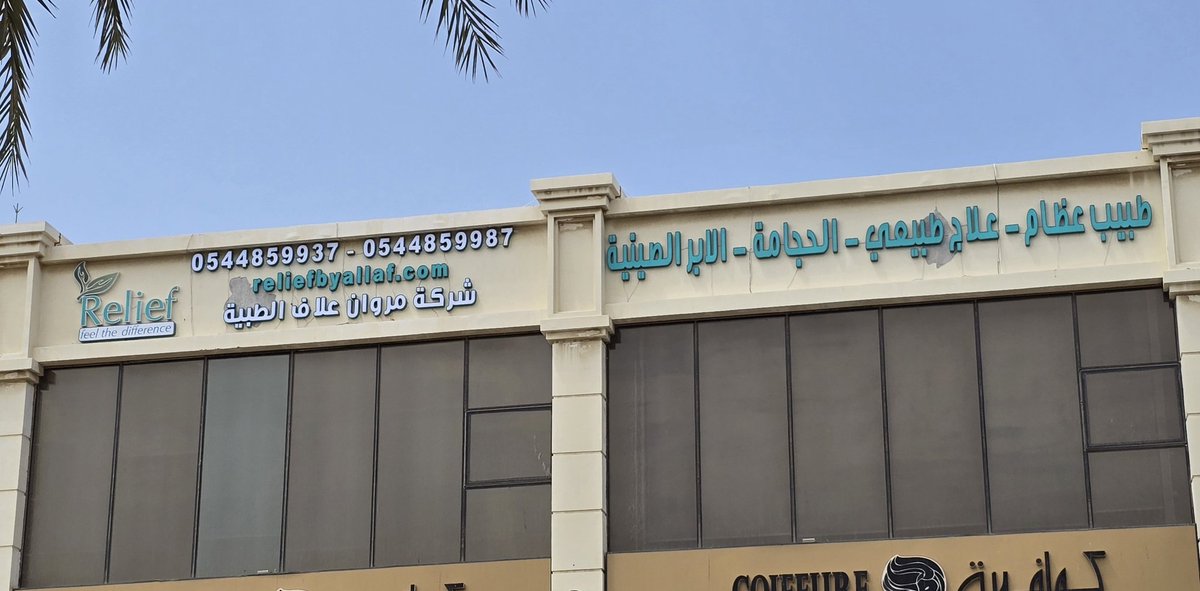 طبيب عظام - علاج طبيعي - الحجامة - الابر الصينية
0544859937 - 0544859987
reliefbyallaf.com
شركة مروان علاف الطبية
Relief
feel the difference
COIFFURE